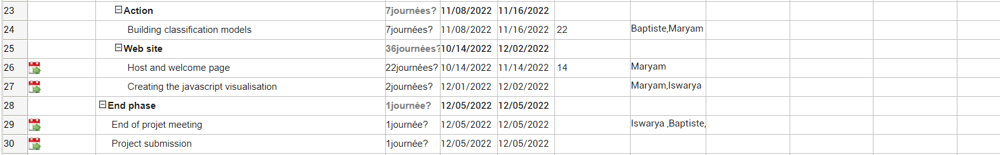 23 Action 7journées? 11/08/2022 11/16/2022
24 Building classification models 7journées? 11/08/2022 11/16/2022 22 Baptiste,Maryam
25 Web site 36journées? 10/14/2022 12/02/2022
26 Host and welcome page 22journées? 10/14/2022 11/14/2022 14 Maryam
27 Creating the javascript visualisation 2journées? 12/01/2022 12/02/2022 Maryam,Iswarya
28 End phase 1journée? 12/05/2022 12/05/2022
29 End of projet meeting 1journée? 12/05/2022 12/05/2022 Iswarya ,Baptiste,
30 Project submission 1journée? 12/05/2022 12/05/2022